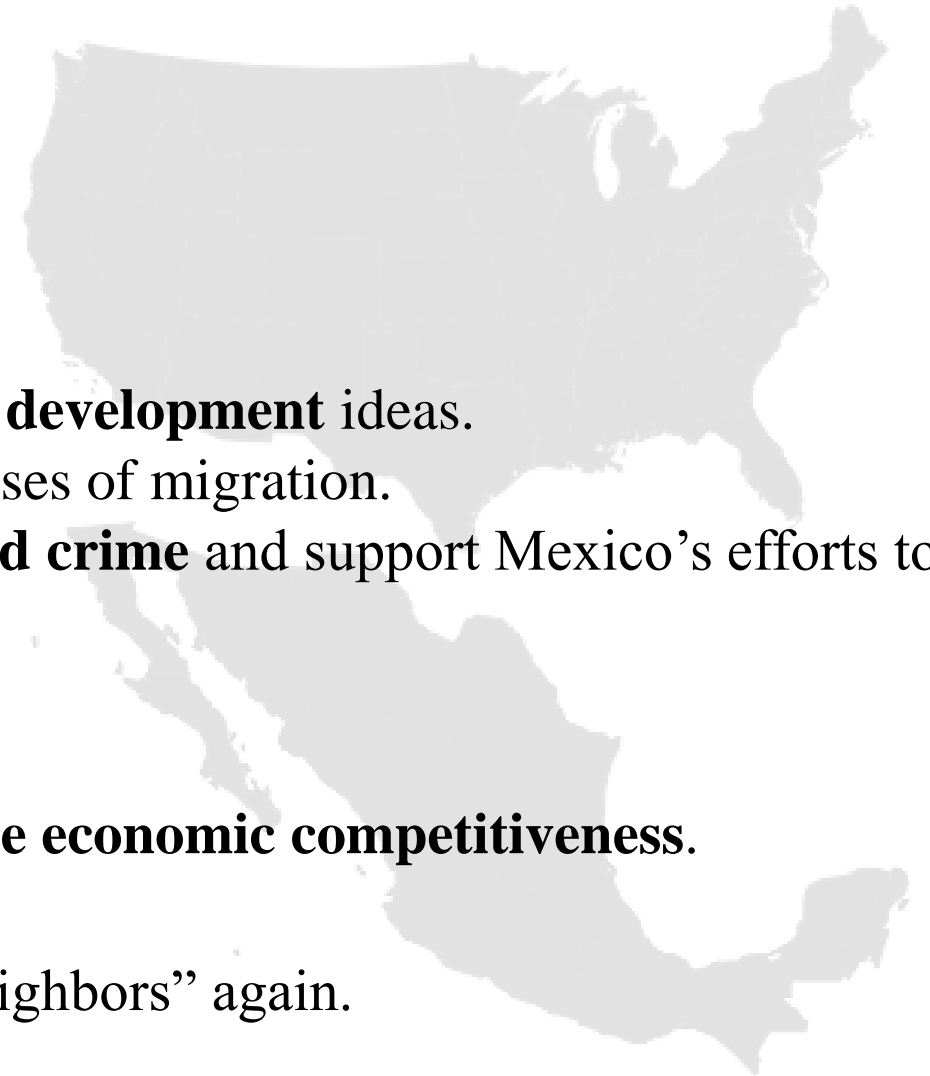 development ideas.
ses of migration.
d crime and support Mexico’s efforts to
e economic competitiveness.
ighbors” again.